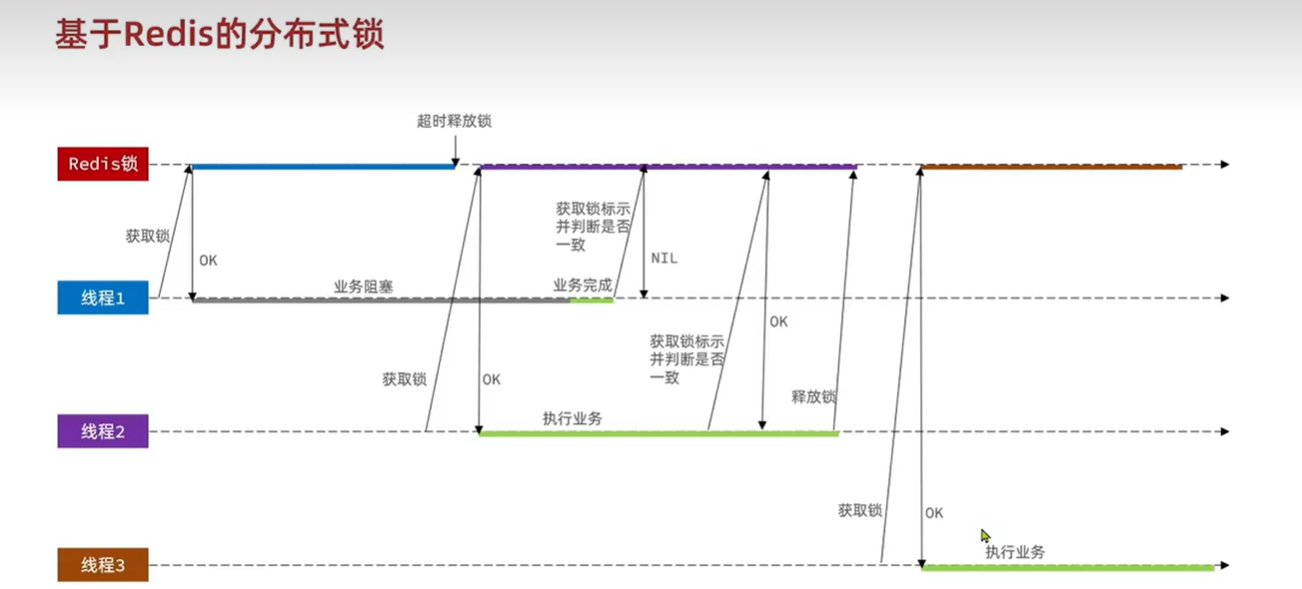 基于Redis的分布式锁
超时释放锁
Redis锁
获取锁
OK
获取锁标示
并判断是否
一致
NIL
线程1
业务阻塞
业务完成
获取锁
OK
获取锁标示
并判断是否
一致
OK
释放锁
线程2
执行业务
获取锁
OK
线程3
执行业务